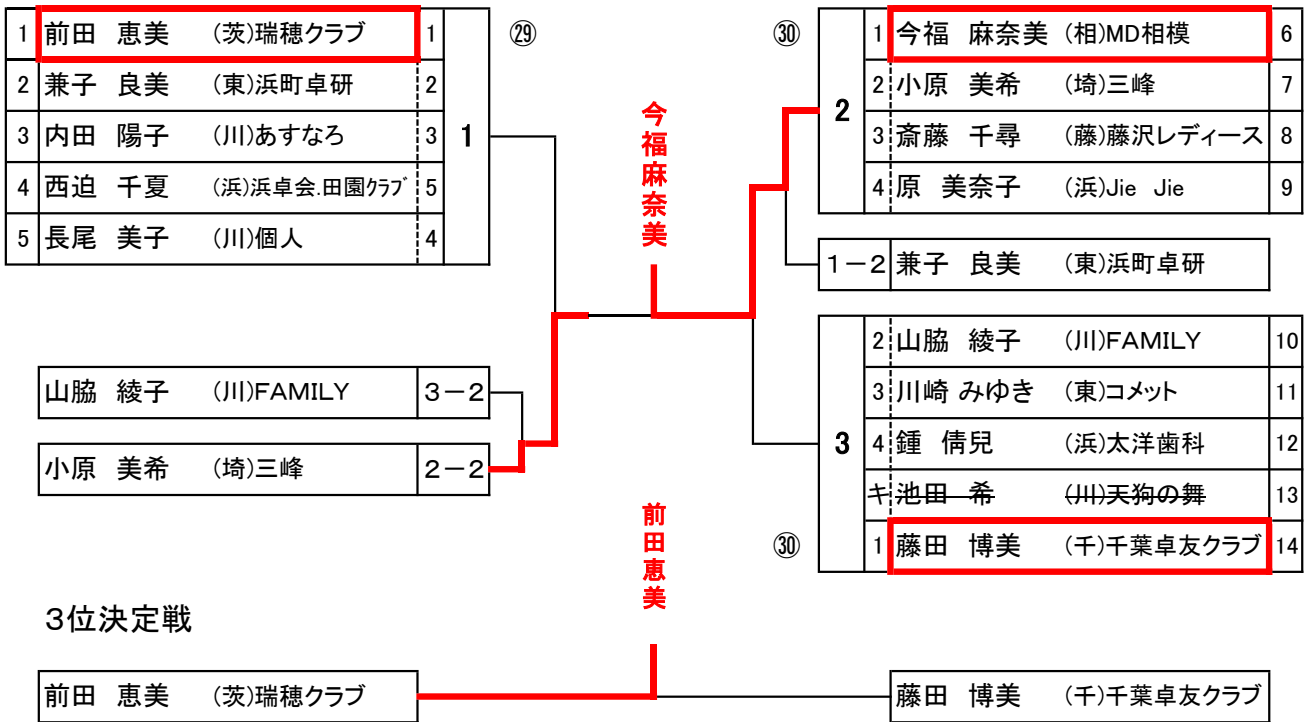 1 前田 恵美 (茨)瑞穂クラブ 1
2 兼子 良美 (東)浜町卓研 2
3 内田 陽子 (川)あすなろ 3
4 西迫 千夏 (浜)浜卓会.田園クラブ 5
5 長尾 美子 (川)個人 4
1
㉙
山脇 綾子 (川)FAMILY 3-2
小原 美希 (埼)三峰 2-2
今福麻奈美
㉚
2
1 今福 麻奈美 (相)MD相模 6
2 小原 美希 (埼)三峰 7
3 斎藤 千尋 (藤)藤沢レディース 8
4 原 美奈子 (浜)Jie Jie 9
1-2 兼子 良美 (東)浜町卓研
3
2 山脇 綾子 (川)FAMILY 10
3 川崎 みゆき (東)コメット 11
4 鍾 倩兒 (浜)太洋歯科 12
キ 池田 希 (川)天狗の舞 13
1 藤田 博美 (千)千葉卓友クラブ 14
㉚
前田恵美
3位決定戦
前田 恵美 (茨)瑞穂クラブ
藤田 博美 (千)千葉卓友クラブ